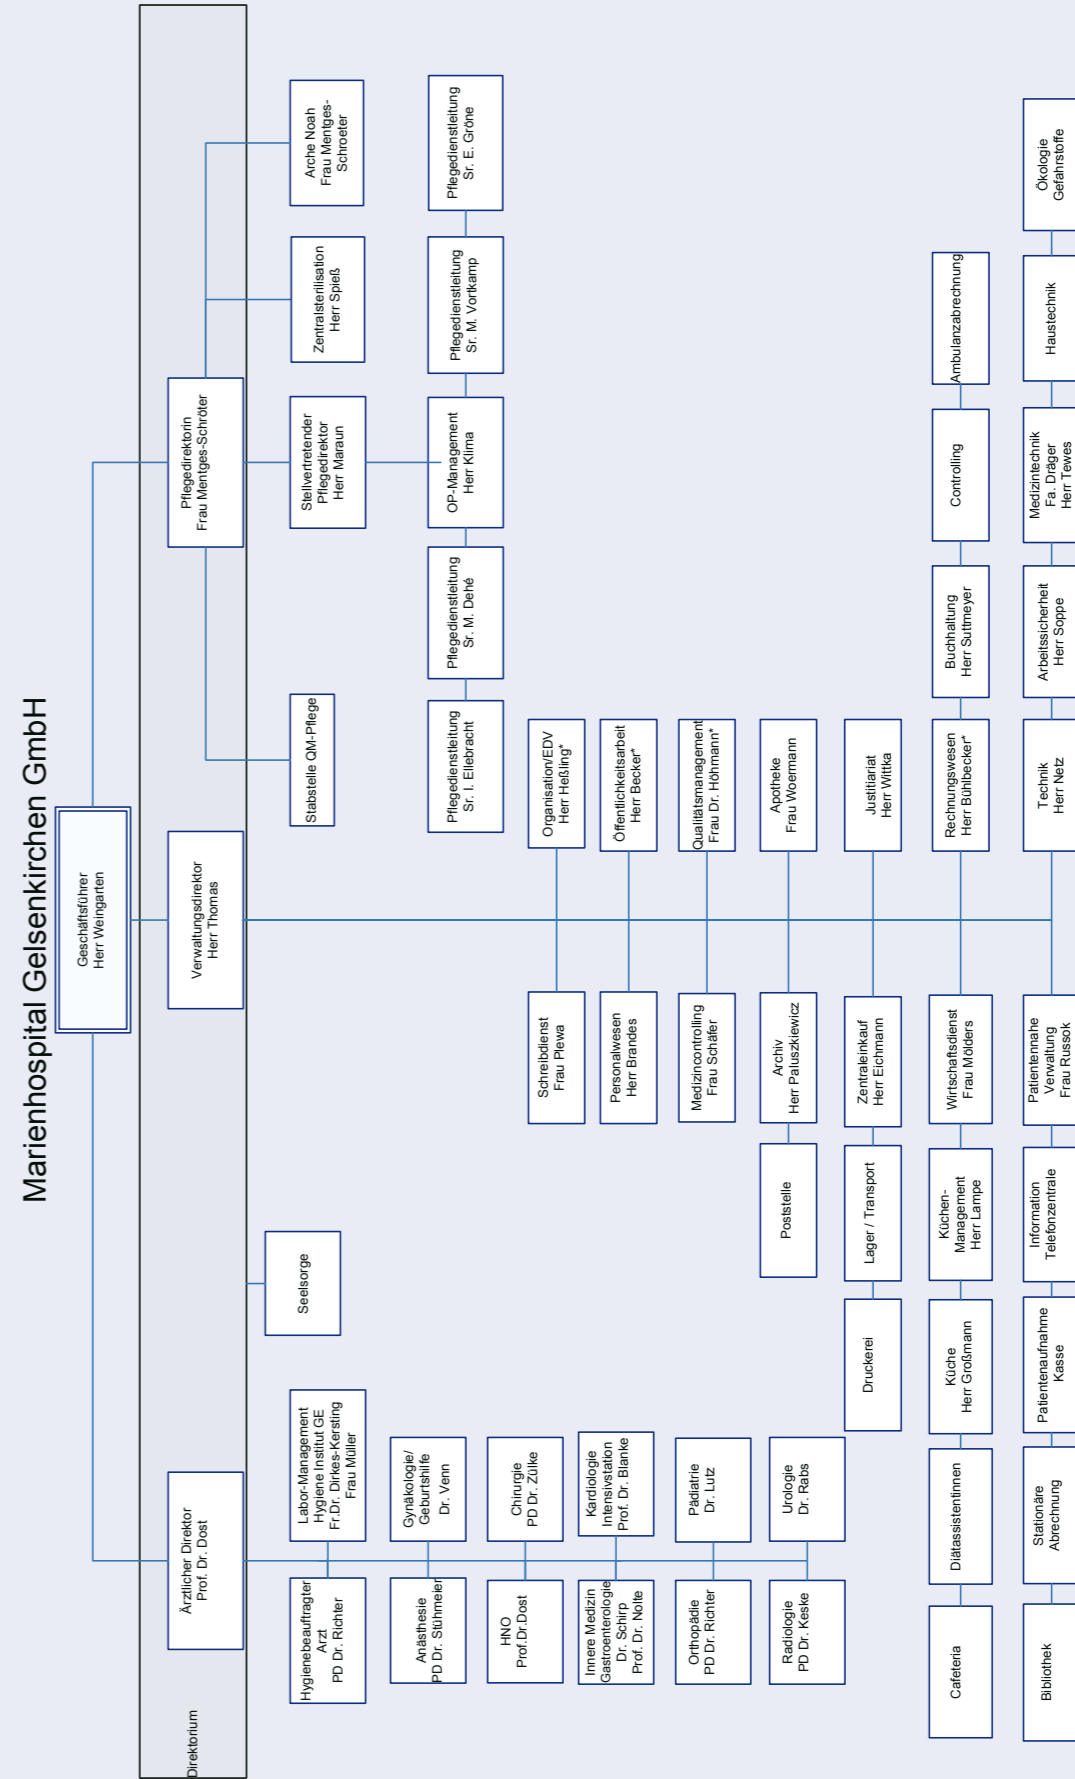 Marienhospital Gelsenkirchen GmbH
Geschäftsführer
Herr Weingarten
Direktorium
Ärztlicher Direktor
Prof. Dr. Dost
Verwaltungsdirektor
Herr Thomas
Pflegedirektorin
Frau Mentges-Schröter
Seelsorge
Hygienebeauftragter
Arzt
PD Dr. Richter
Labor-Management
Hygiene Institut GE
Fr.Dr. Dirkes-Kersting
Frau Müller
Stabstelle QM-Pflege
Stellvertretender
Pflegedirektor
Herr Maraun
Zentralsterilisation
Herr Spieß
Arche Noah
Frau Mentges-
Schroeter
Anästhesie
PD Dr. Stühmeier
Gynäkologie/
Geburtshilfe
Dr. Venn
Pflegedienstleitung
Sr. I. Ellebracht
Pflegedienstleitung
Sr. M. Dehé
OP-Management
Herr Klima
Pflegedienstleitung
Sr. M. Vortkamp
Pflegedienstleitung
Sr. E. Gröne
HNO
Prof.Dr.Dost
Chirurgie
PD Dr. Zülke
Schreibdienst
Frau Plewa
Organisation/EDV
Herr Heßling*
Innere Medizin
Gastroenterologie
Dr. Schirp
Prof. Dr. Nolte
Kardiologie
Intensivstation
Prof. Dr. Blanke
Personalwesen
Herr Brandes
Öffentlichkeitsarbeit
Herr Becker*
Orthopädie
PD Dr. Richter
Pädiatrie
Dr. Lutz
Medizincontrolling
Frau Schäfer
Qualitätsmanagement
Frau Dr. Höhmann*
Radiologie
PD Dr. Keske
Urologie
Dr. Rabs
Poststelle
Archiv
Herr Paluszkiewicz
Apotheke
Frau Woermann
Druckerei
Lager / Transport
Zentraleinkauf
Herr Eichmann
Justitiariat
Herr Wittka
Cafeteria
DiätassistentInnen
Küche
Herr Großmann
Küchen-
Management
Herr Lampe
Wirtschaftsdienst
Frau Mölders
Rechnungswesen
Herr Bühlbecker*
Buchhaltung
Herr Suttmeyer
Controlling
Ambulanzabrechnung
Bibliothek
Stationäre
Abrechnung
Patientenaufnahme
Kasse
Information
Telefonzentrale
Patientennahe
Verwaltung
Frau Russok
Technik
Herr Netz
Arbeitssicherheit
Herr Soppe
Medizintechnik
Fa. Dräger
Herr Tewes
Haustechnik
Ökologie
Gefahrstoffe